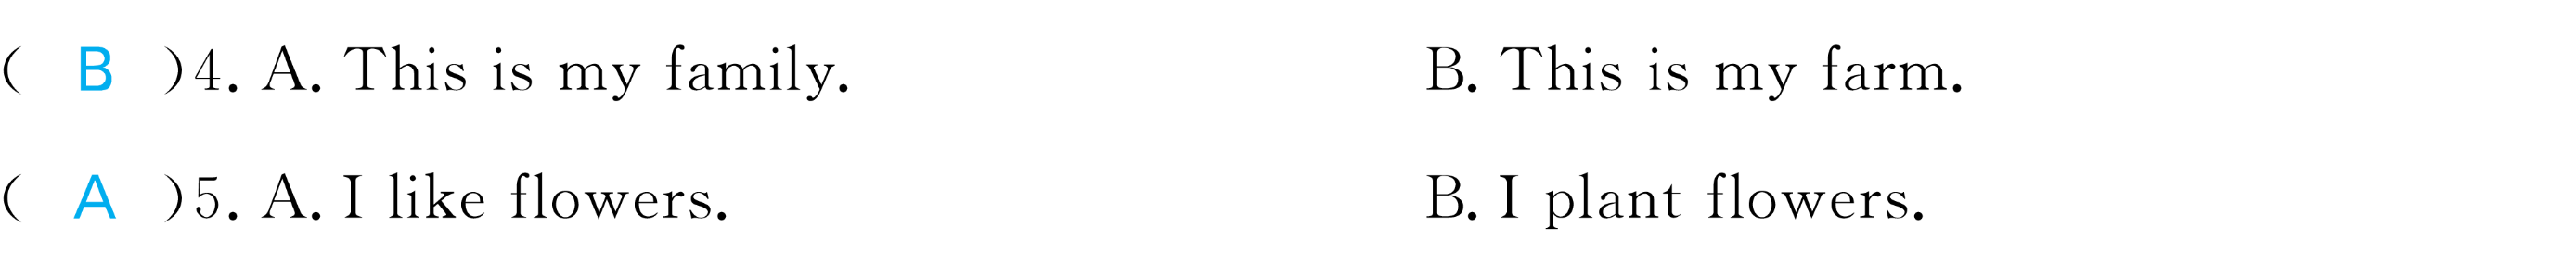 ( B )4. A. This is my family. B. This is my farm.
( A )5. A. I like flowers. B. I plant flowers.